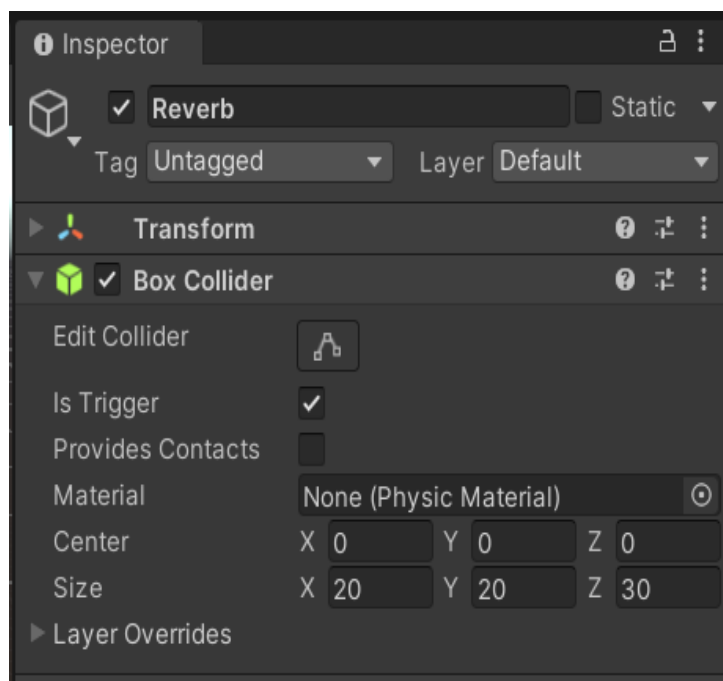 Inspector
Reverb Static
Tag Untagged Layer Default
Transform
Box Collider
Edit Collider
Is Trigger
Provides Contacts
Material None (Physic Material)
Center X 0 Y 0 Z 0
Size X 20 Y 20 Z 30
Layer Overrides